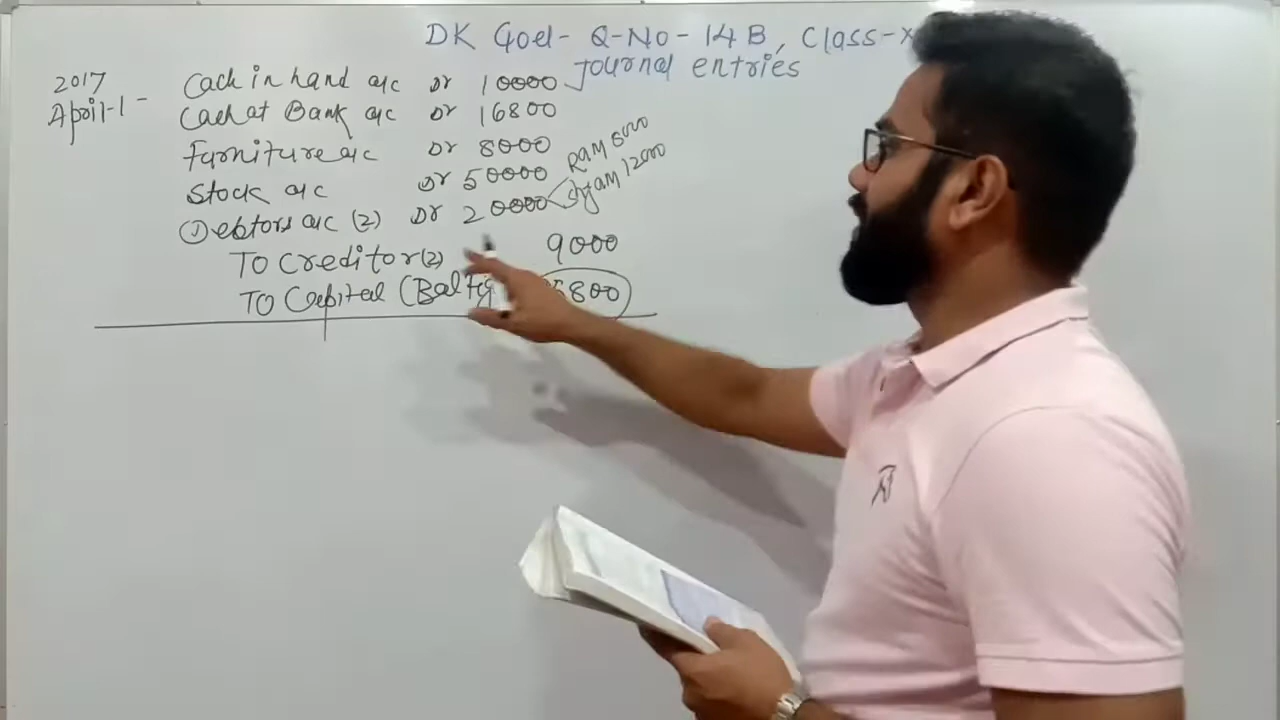 DK Goel- Q-No-14B, Class-x
Journal entries
2017
April-1- Cash in hand a/c Dr 10000
Cash at Bank a/c Dr 16800
Furniture a/c Dr 8000
Stock a/c Dr 50000
Debtors a/c (2) Dr 20000
Ram 8000
Shyam 12000
To Creditor(2) 9000
To Capital (Bal Fig 800